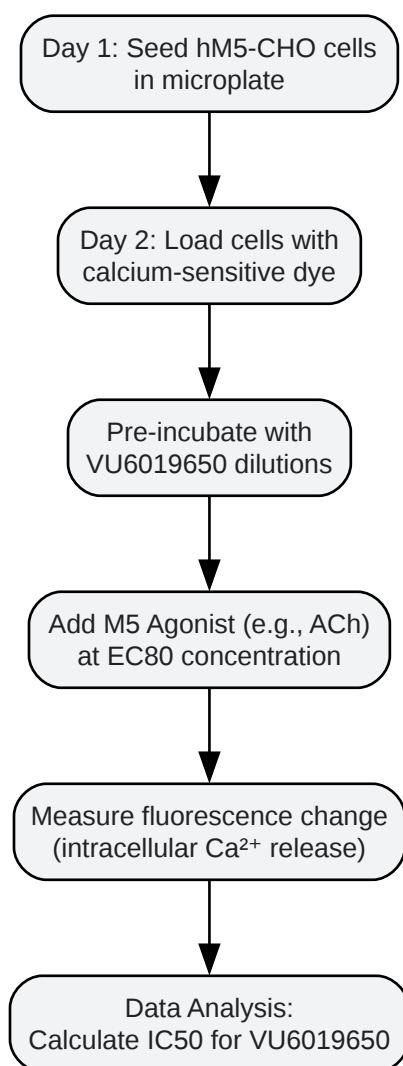 Day 1: Seed hM5-CHO cells
in microplate
Day 2: Load cells with
calcium-sensitive dye
Pre-incubate with
VU6019650 dilutions
Add M5 Agonist (e.g., ACh)
at EC80 concentration
Measure fluorescence change
(intracellular Ca²⁺ release)
Data Analysis:
Calculate IC50 for VU6019650